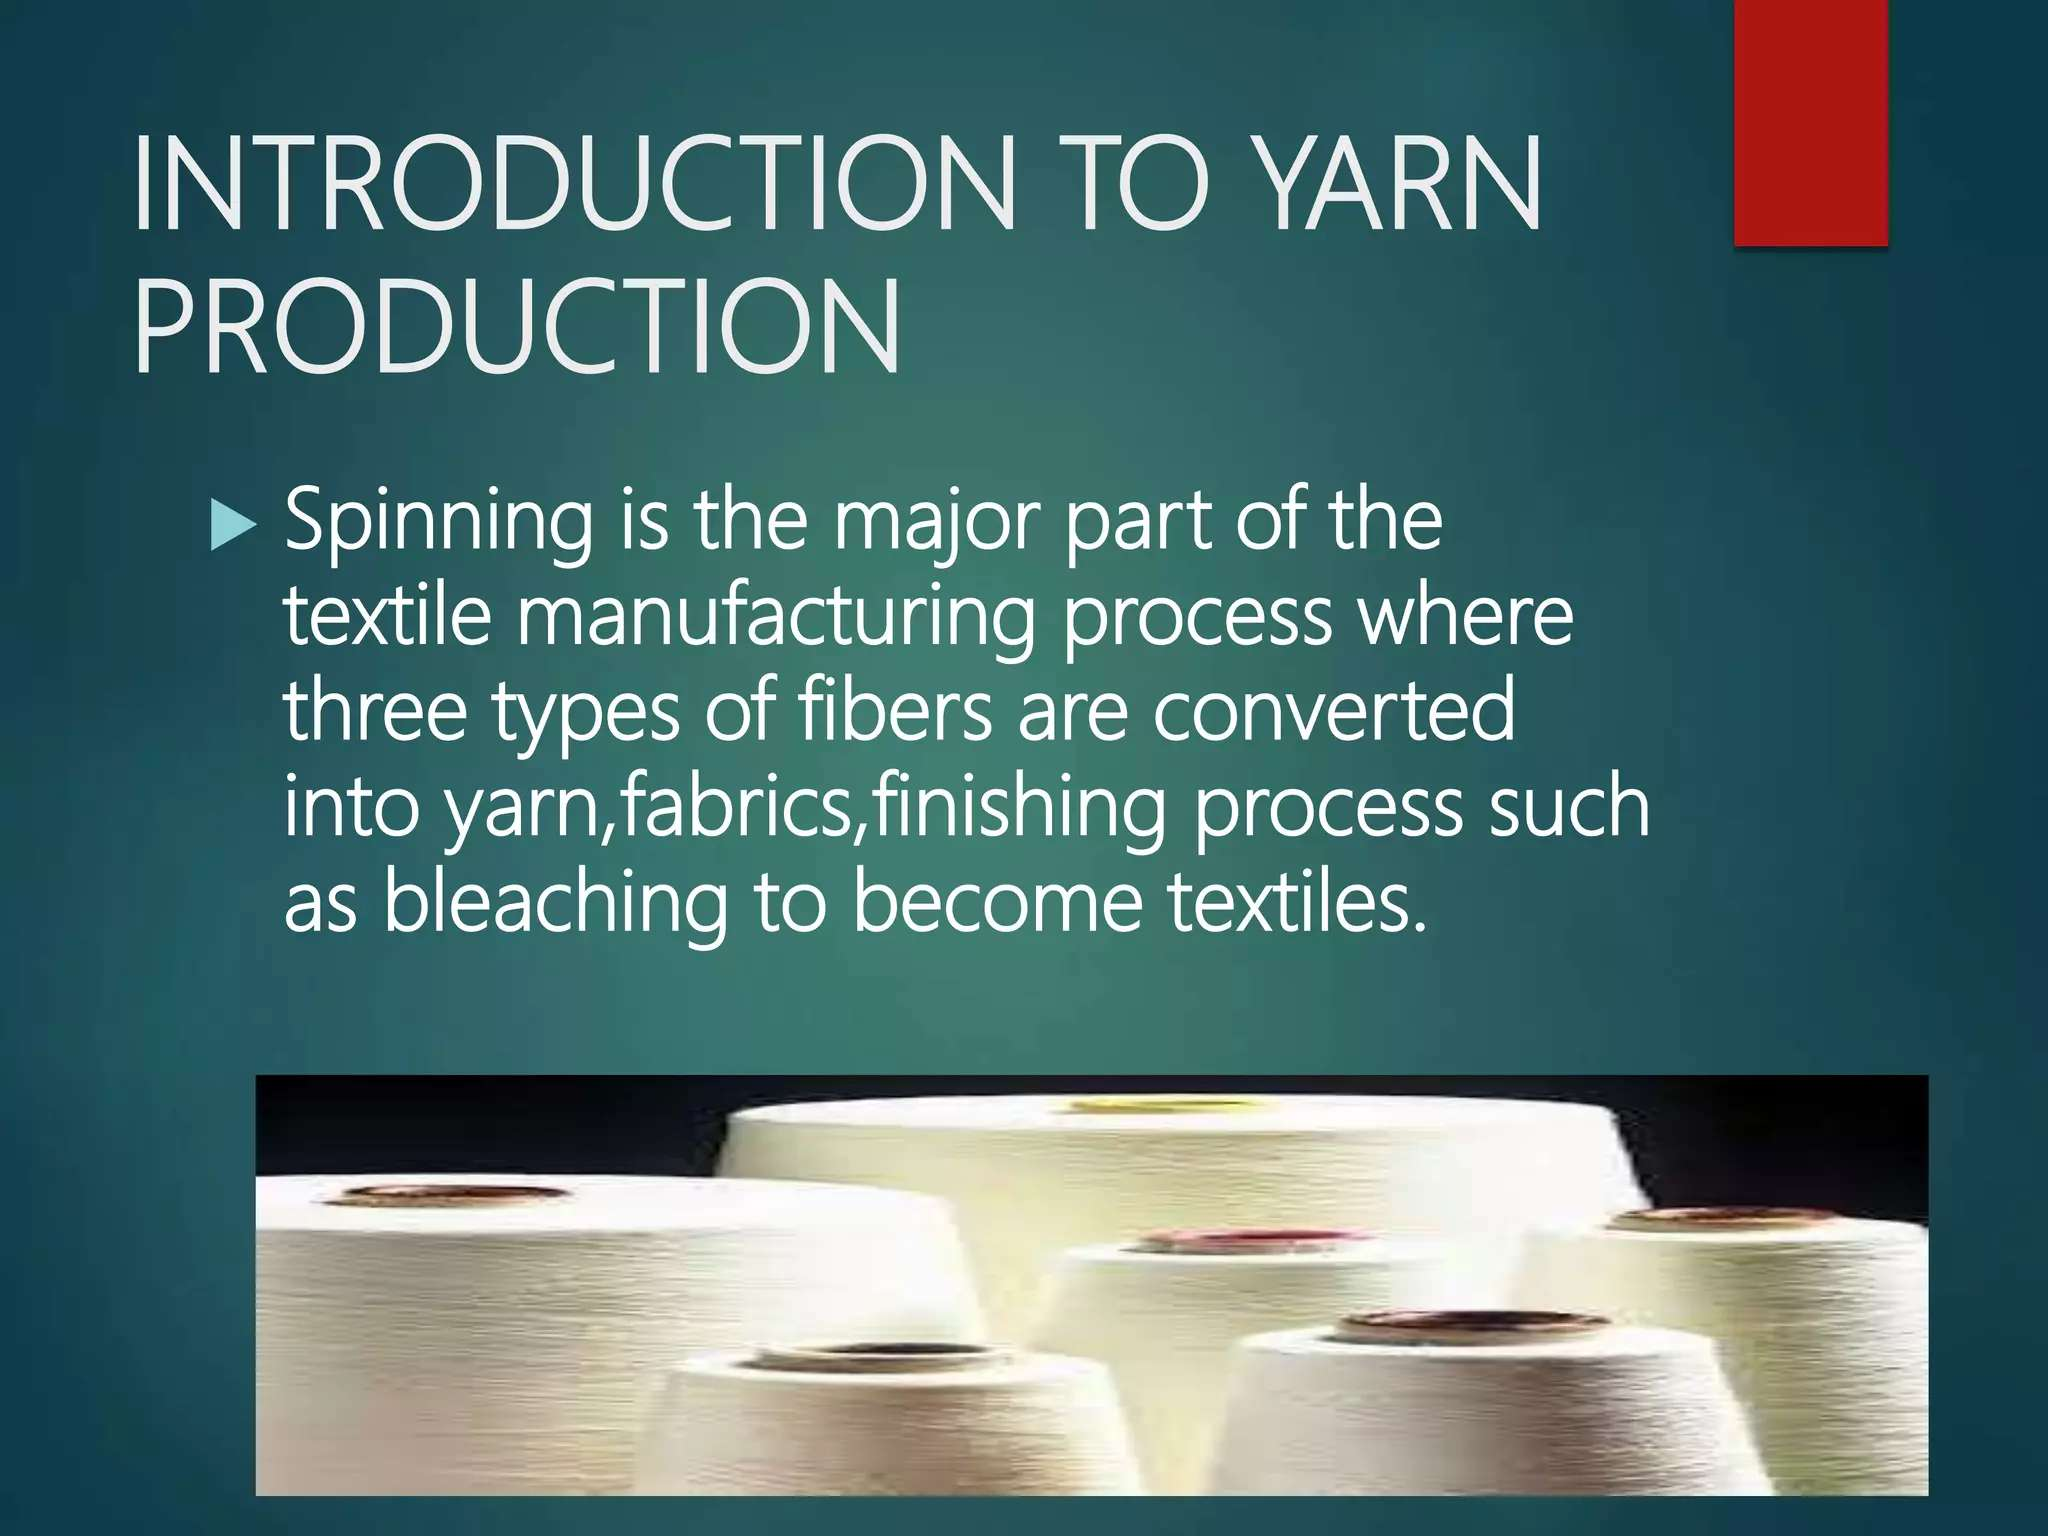 INTRODUCTION TO YARN
PRODUCTION
Spinning is the major part of the
textile manufacturing process where
three types of fibers are converted
into yarn,fabrics,finishing process such
as bleaching to become textiles.